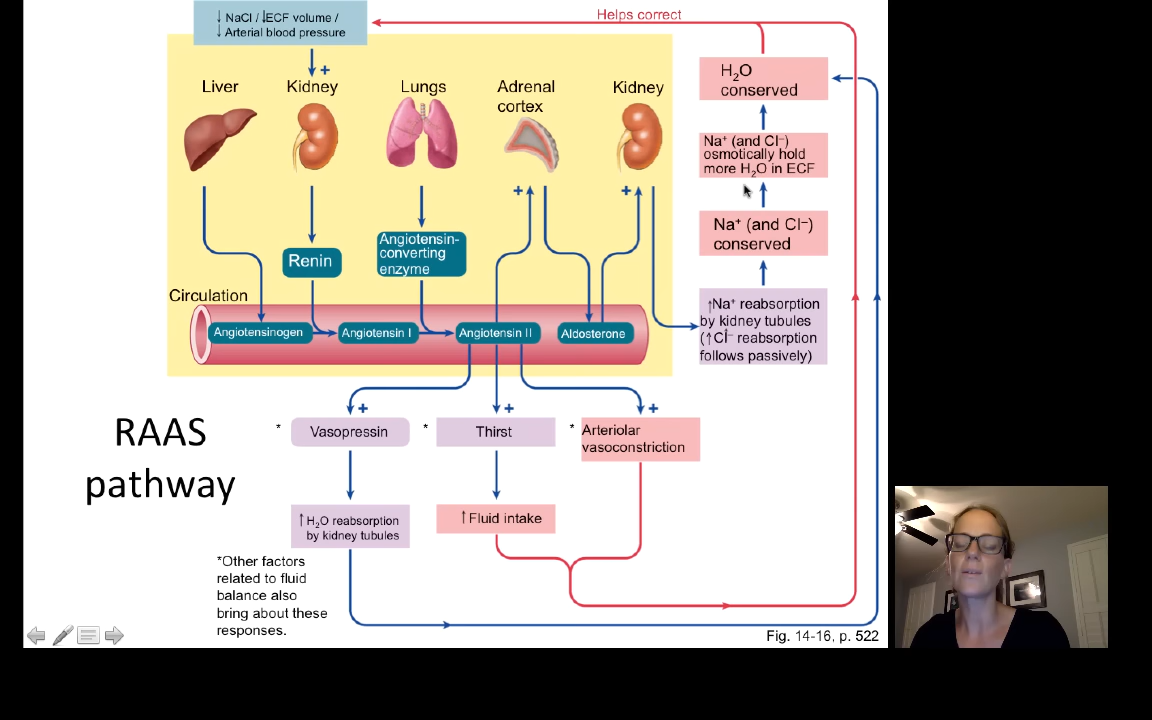 ↓ NaCl / ↓ECF volume /
↓ Arterial blood pressure
Helps correct
+
Liver
Kidney
Lungs
Adrenal
cortex
Kidney
H₂O
conserved
Na⁺ (and Cl⁻)
osmotically hold
more H₂O in ECF
+
+
Na⁺ (and Cl⁻)
conserved
Renin
Angiotensin-
converting
enzyme
Circulation
↑Na⁺ reabsorption
by kidney tubules
(↑Cl⁻ reabsorption
follows passively)
Angiotensinogen
Angiotensin I
Angiotensin II
Aldosterone
+
+
+
RAAS
pathway
* Vasopressin
* Thirst
* Arteriolar
vasoconstriction
↑H₂O reabsorption
by kidney tubules
↑Fluid intake
*Other factors
related to fluid
balance also
bring about these
responses.
Fig. 14-16, p. 522